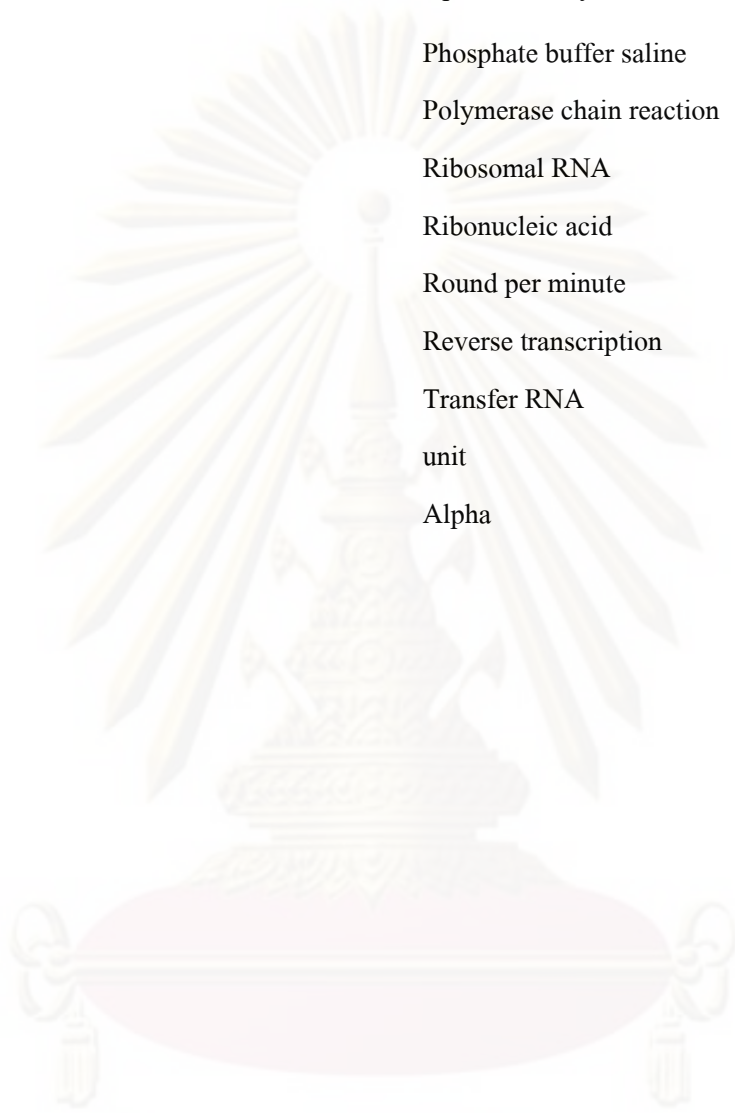 Phosphate buffer saline
Polymerase chain reaction
Ribosomal RNA
Ribonucleic acid
Round per minute
Reverse transcription
Transfer RNA
unit
Alpha